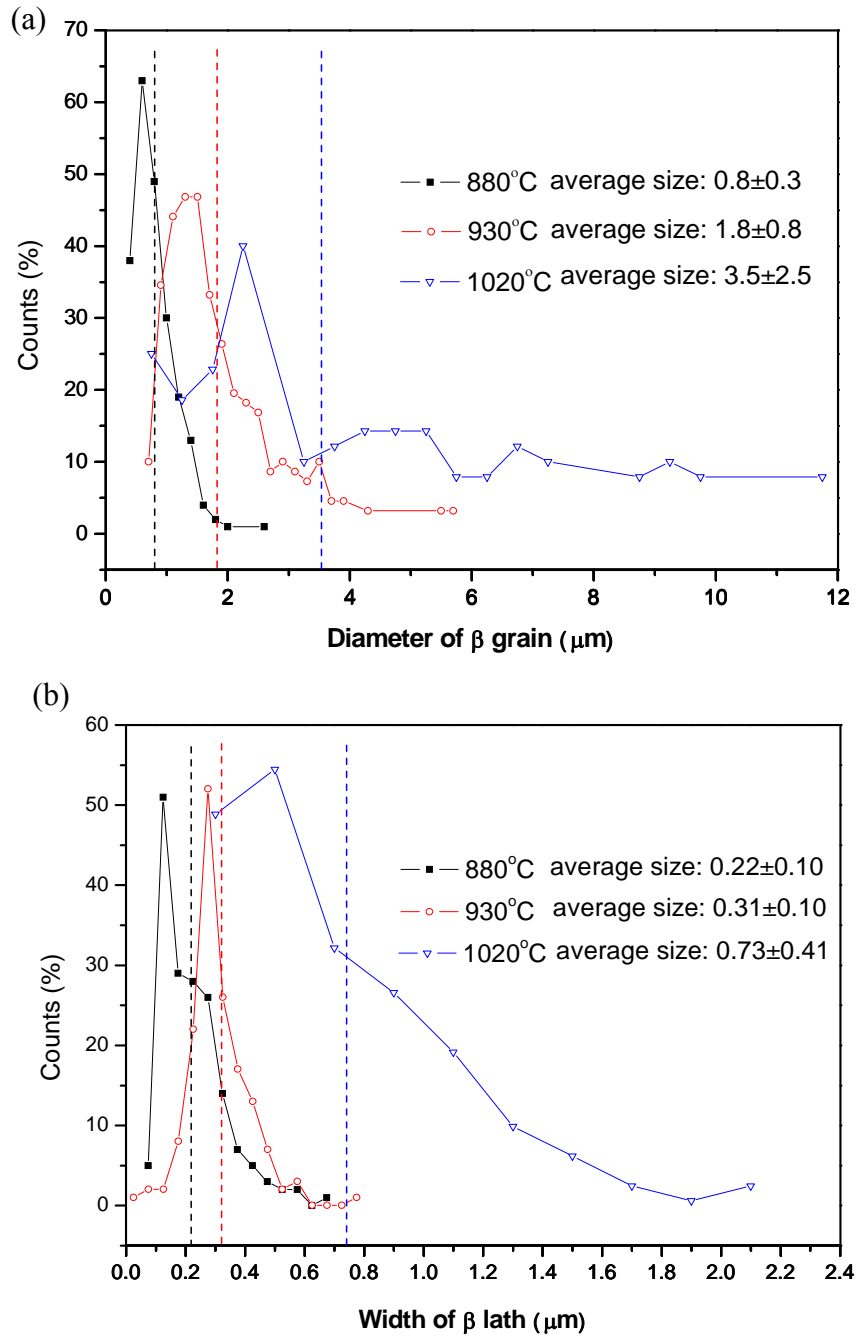 (a)
70
60
50
40
30
20
10
0
Counts (%)
880°C average size: 0.8±0.3
930°C average size: 1.8±0.8
1020°C average size: 3.5±2.5
0 2 4 6 8 10 12
Diameter of β grain (μm)
(b)
60
50
40
30
20
10
0
Counts (%)
880°C average size: 0.22±0.10
930°C average size: 0.31±0.10
1020°C average size: 0.73±0.41
0.0 0.2 0.4 0.6 0.8 1.0 1.2 1.4 1.6 1.8 2.0 2.2 2.4
Width of β lath (μm)